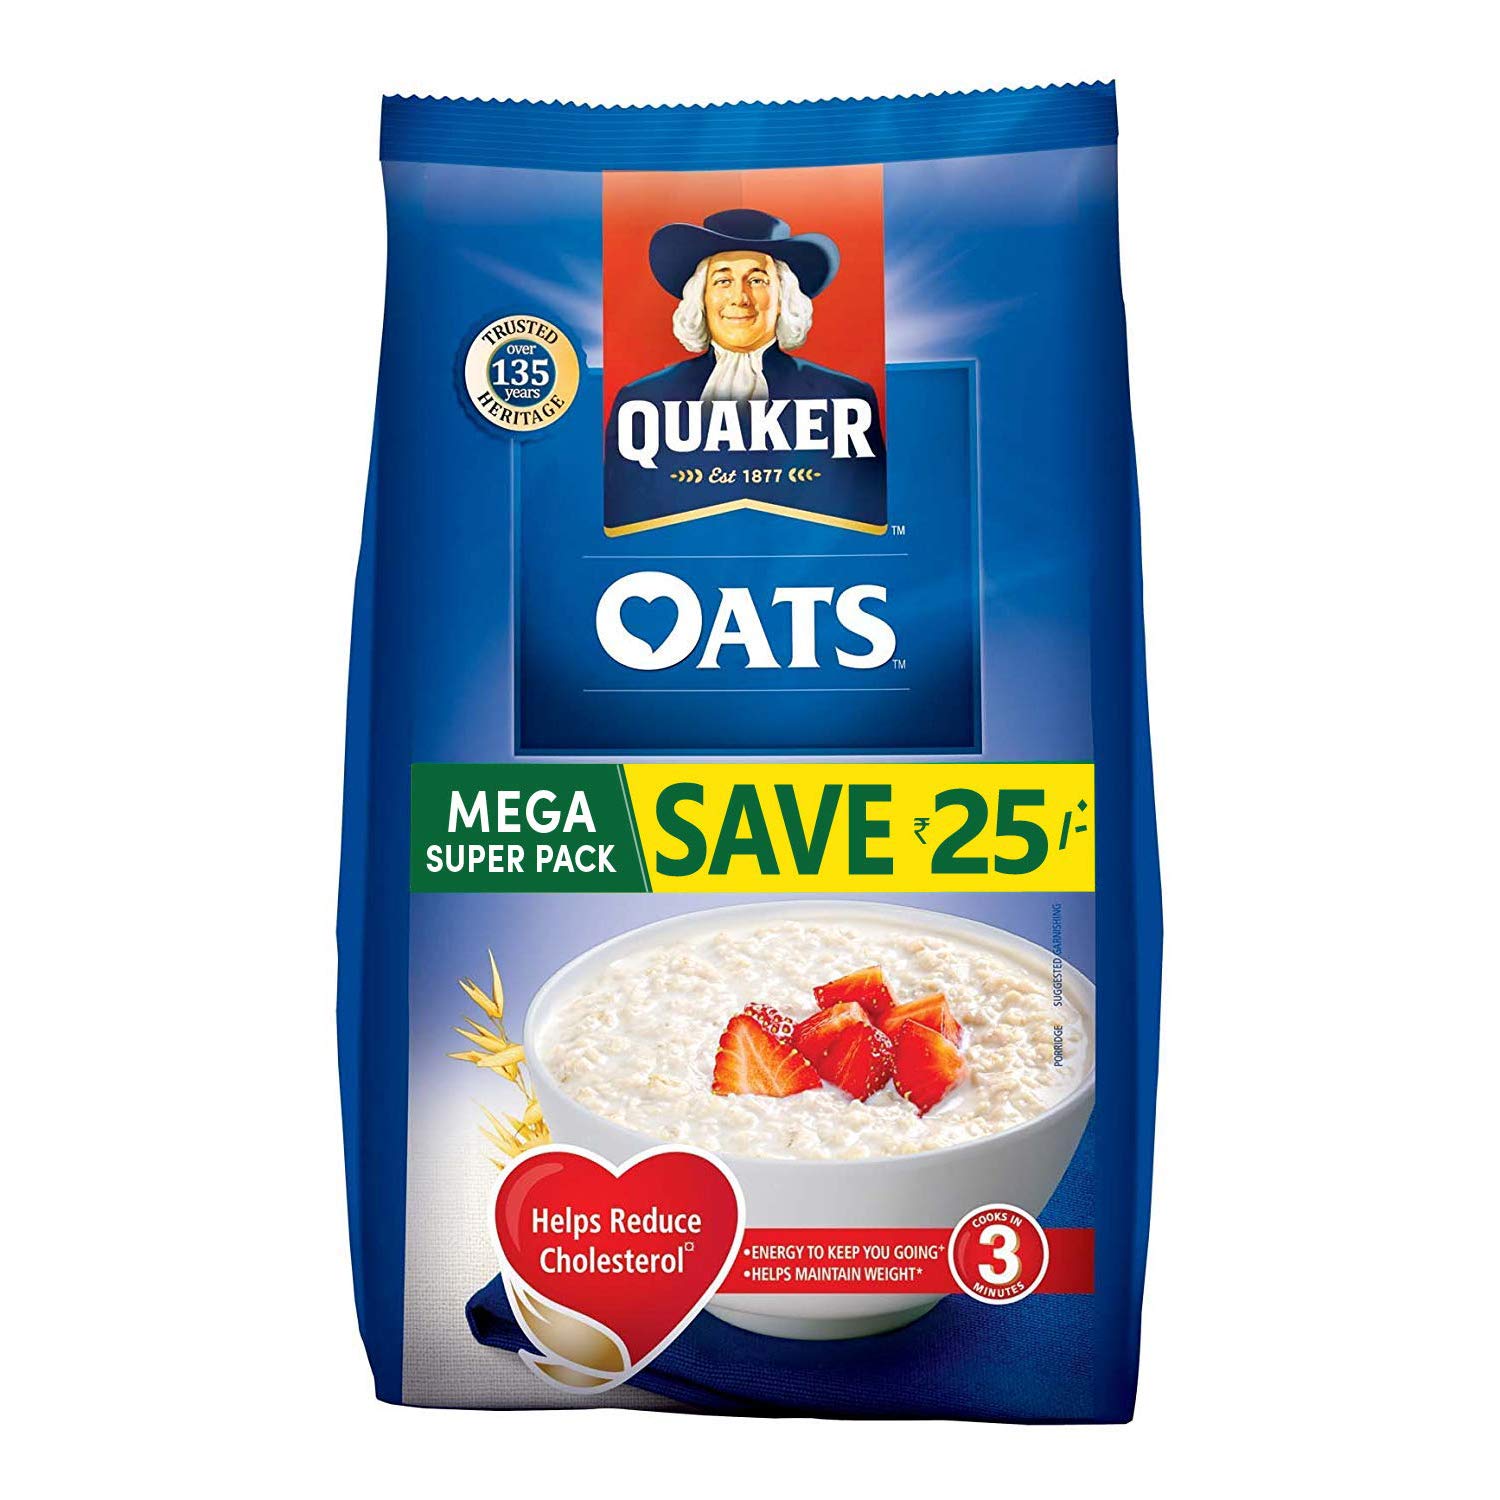 TRUSTED
over
135
years
HERITAGE
QUAKER
Est 1877
TM
OATS
TM
MEGA
SUPER PACK
SAVE ₹25/-
PORRIDGE SUGGESTED GARNISHING
Helps Reduce
Cholesterol¤
•ENERGY TO KEEP YOU GOING+
•HELPS MAINTAIN WEIGHT*
COOKS IN
3
MINUTES